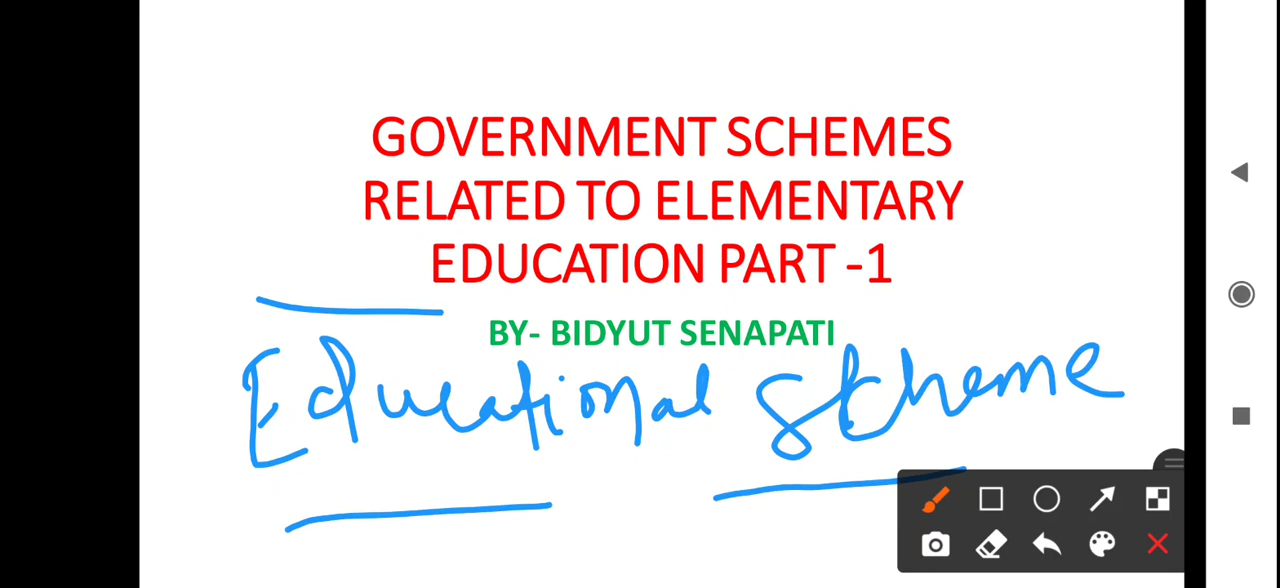 GOVERNMENT SCHEMES
RELATED TO ELEMENTARY
EDUCATION PART -1
BY- BIDYUT SENAPATI
Educational Scheme